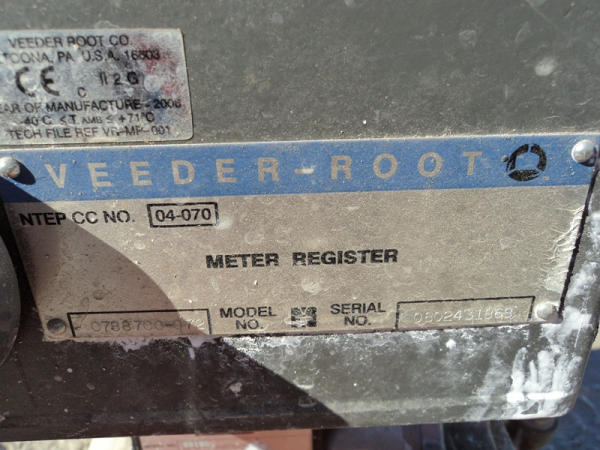 VEEDER ROOT CO.
TOONA, PA. U.S.A. 16603
CE C II 2 G
AR OF MANUFACTURE - 2006
-40°C ≤ T AMB ≤ +71°C
TECH FILE REF VR-MP-001
VEEDER-ROOT
NTEP CC NO. 04-070
METER REGISTER
MODEL NO. SERIAL NO.